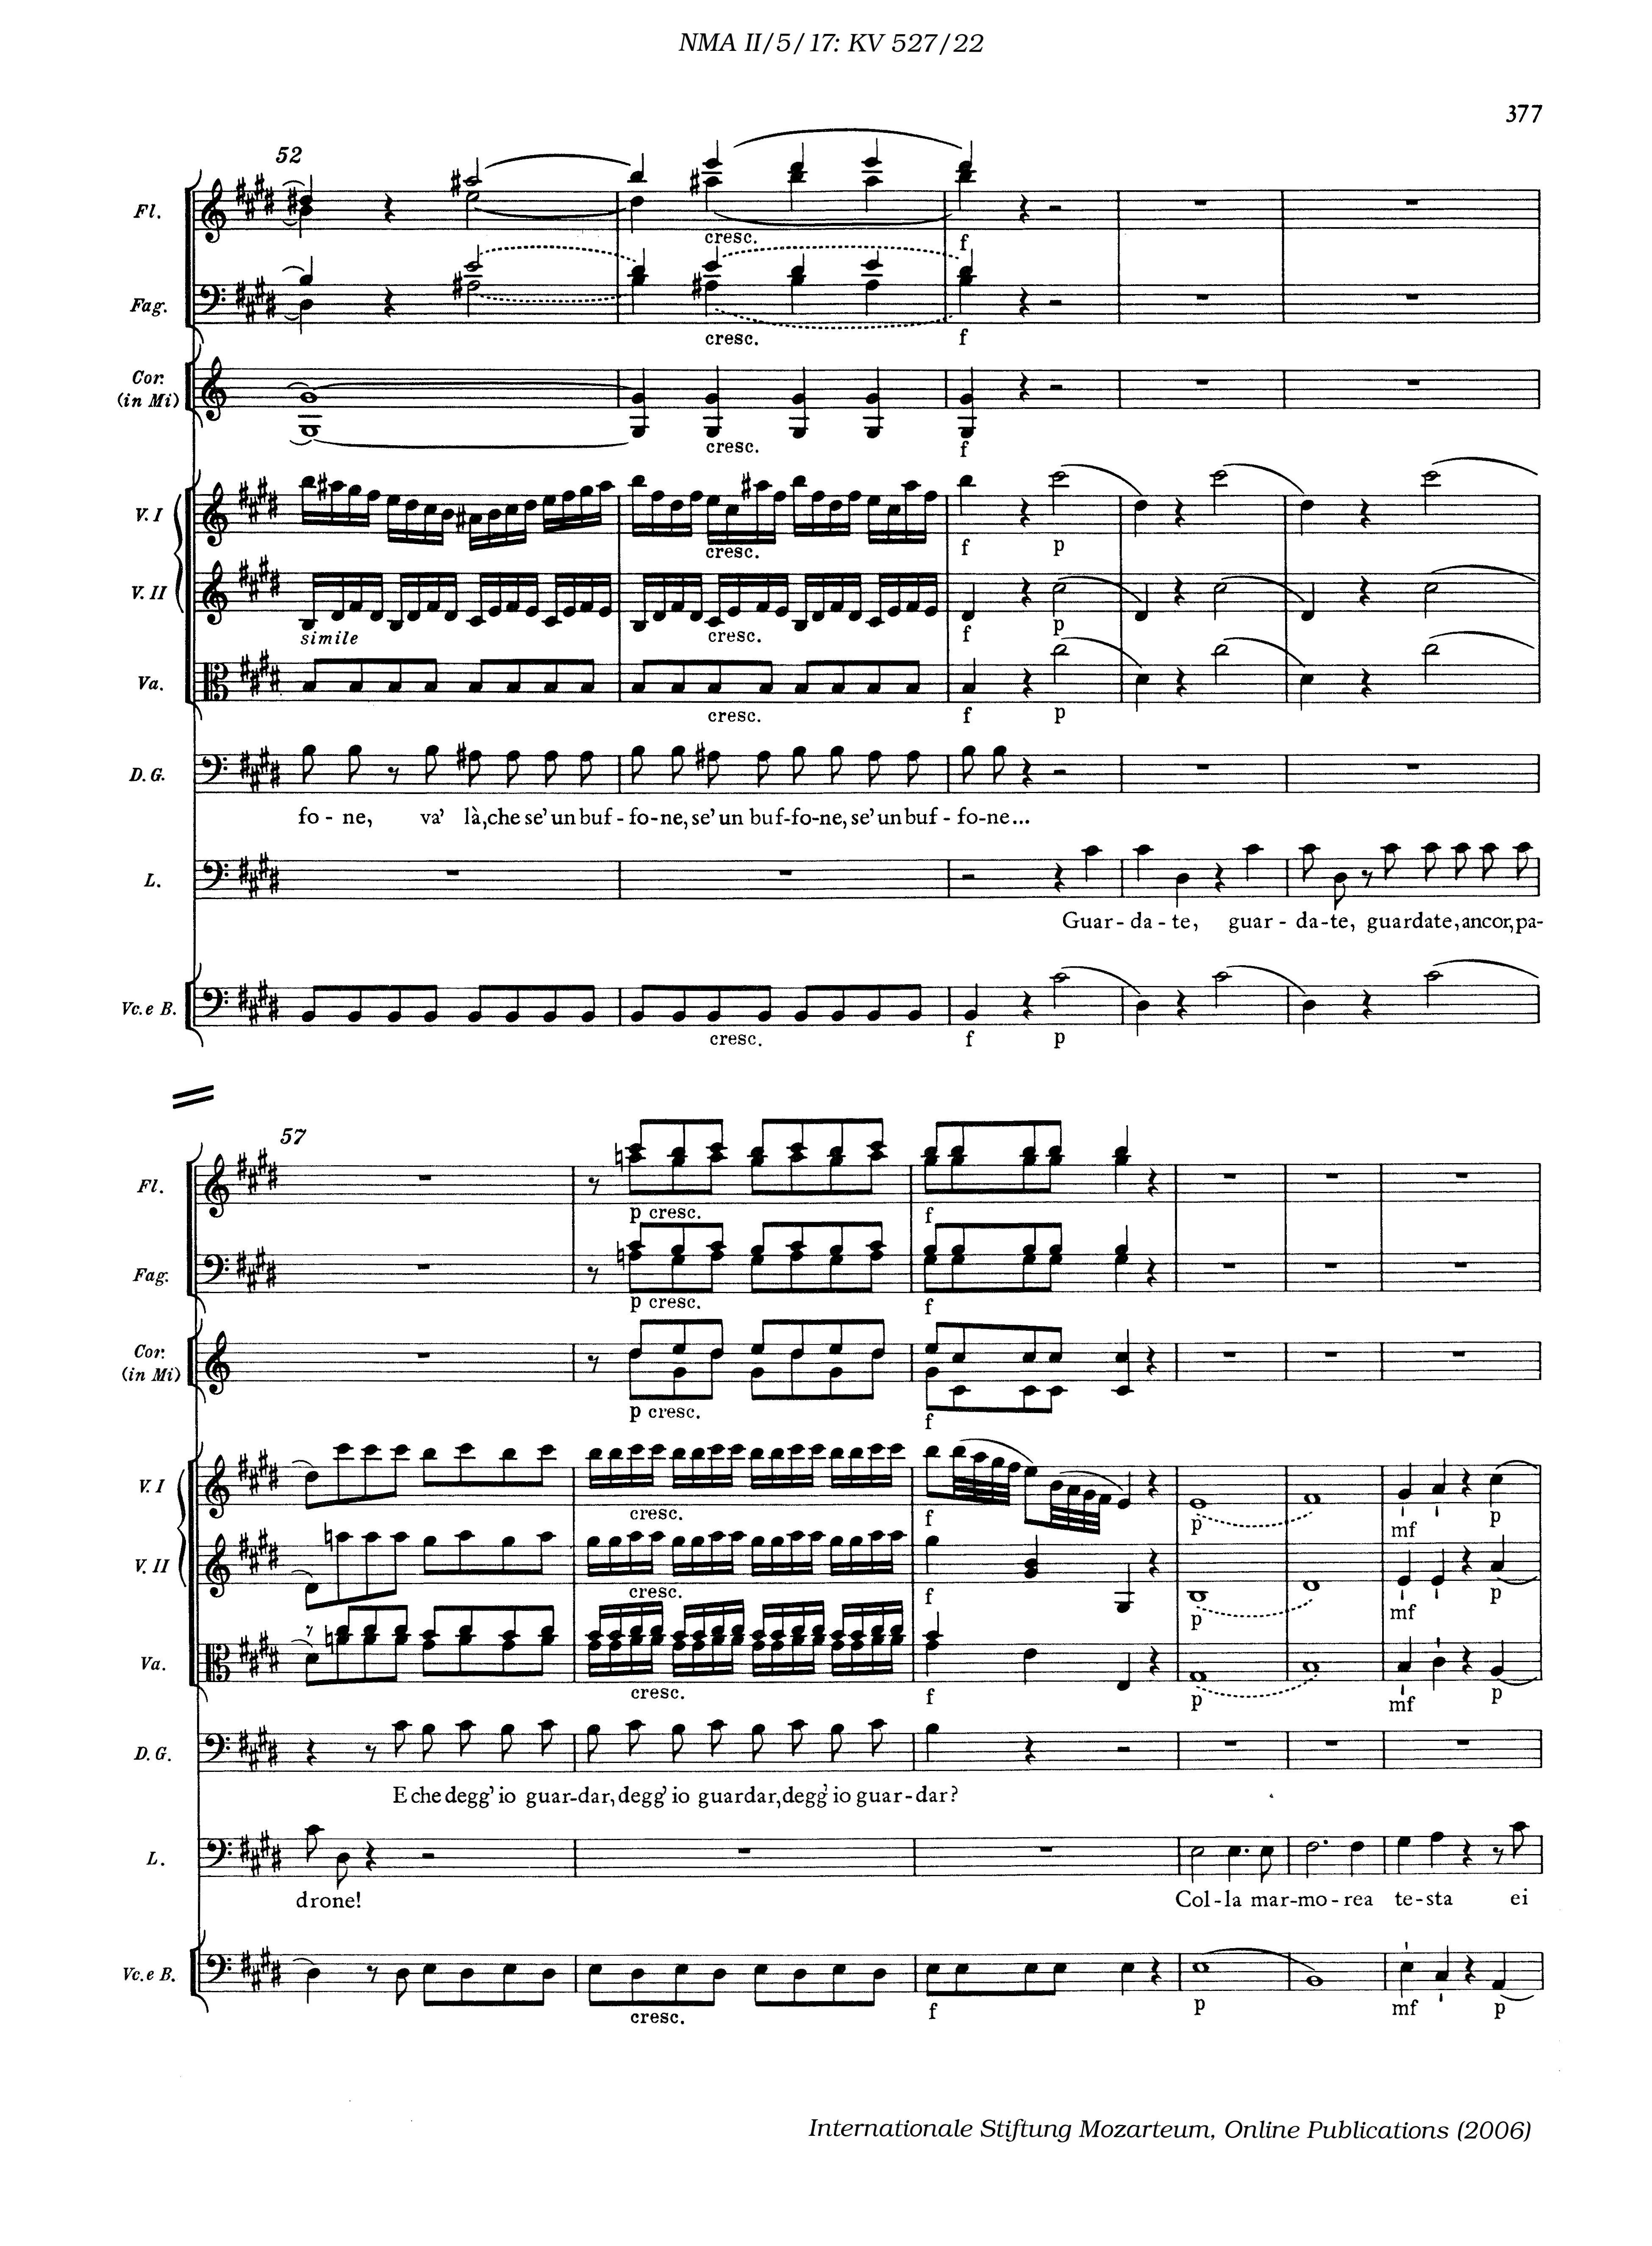 NMA II/5/17: KV 527/22
377
52
Fl.
cresc.
f
Fag.
cresc.
f
Cor.
(in Mi)
cresc.
f
V. I
cresc.
f
p
V. II
simile
cresc.
f
p
Va.
cresc.
f
p
D. G.
fo - ne, va' là, che se' un buf - fo - ne, se' un buf - fo - ne, se' un buf - fo - ne...
L.
Guar - da - te, guar - da - te, guardate, ancor, pa-
Vc. e B.
cresc.
f
p
57
Fl.
p cresc.
f
Fag.
p cresc.
f
Cor.
(in Mi)
p cresc.
f
V. I
cresc.
f
p
mf
p
V. II
cresc.
f
p
mf
p
Va.
cresc.
f
p
mf
p
D. G.
E che degg' io guar - dar, degg' io guardar, degg' io guar - dar?
L.
drone! Col - la mar - mo - rea te - sta ei
Vc. e B.
cresc.
f
p
mf
p
Internationale Stiftung Mozarteum, Online Publications (2006)